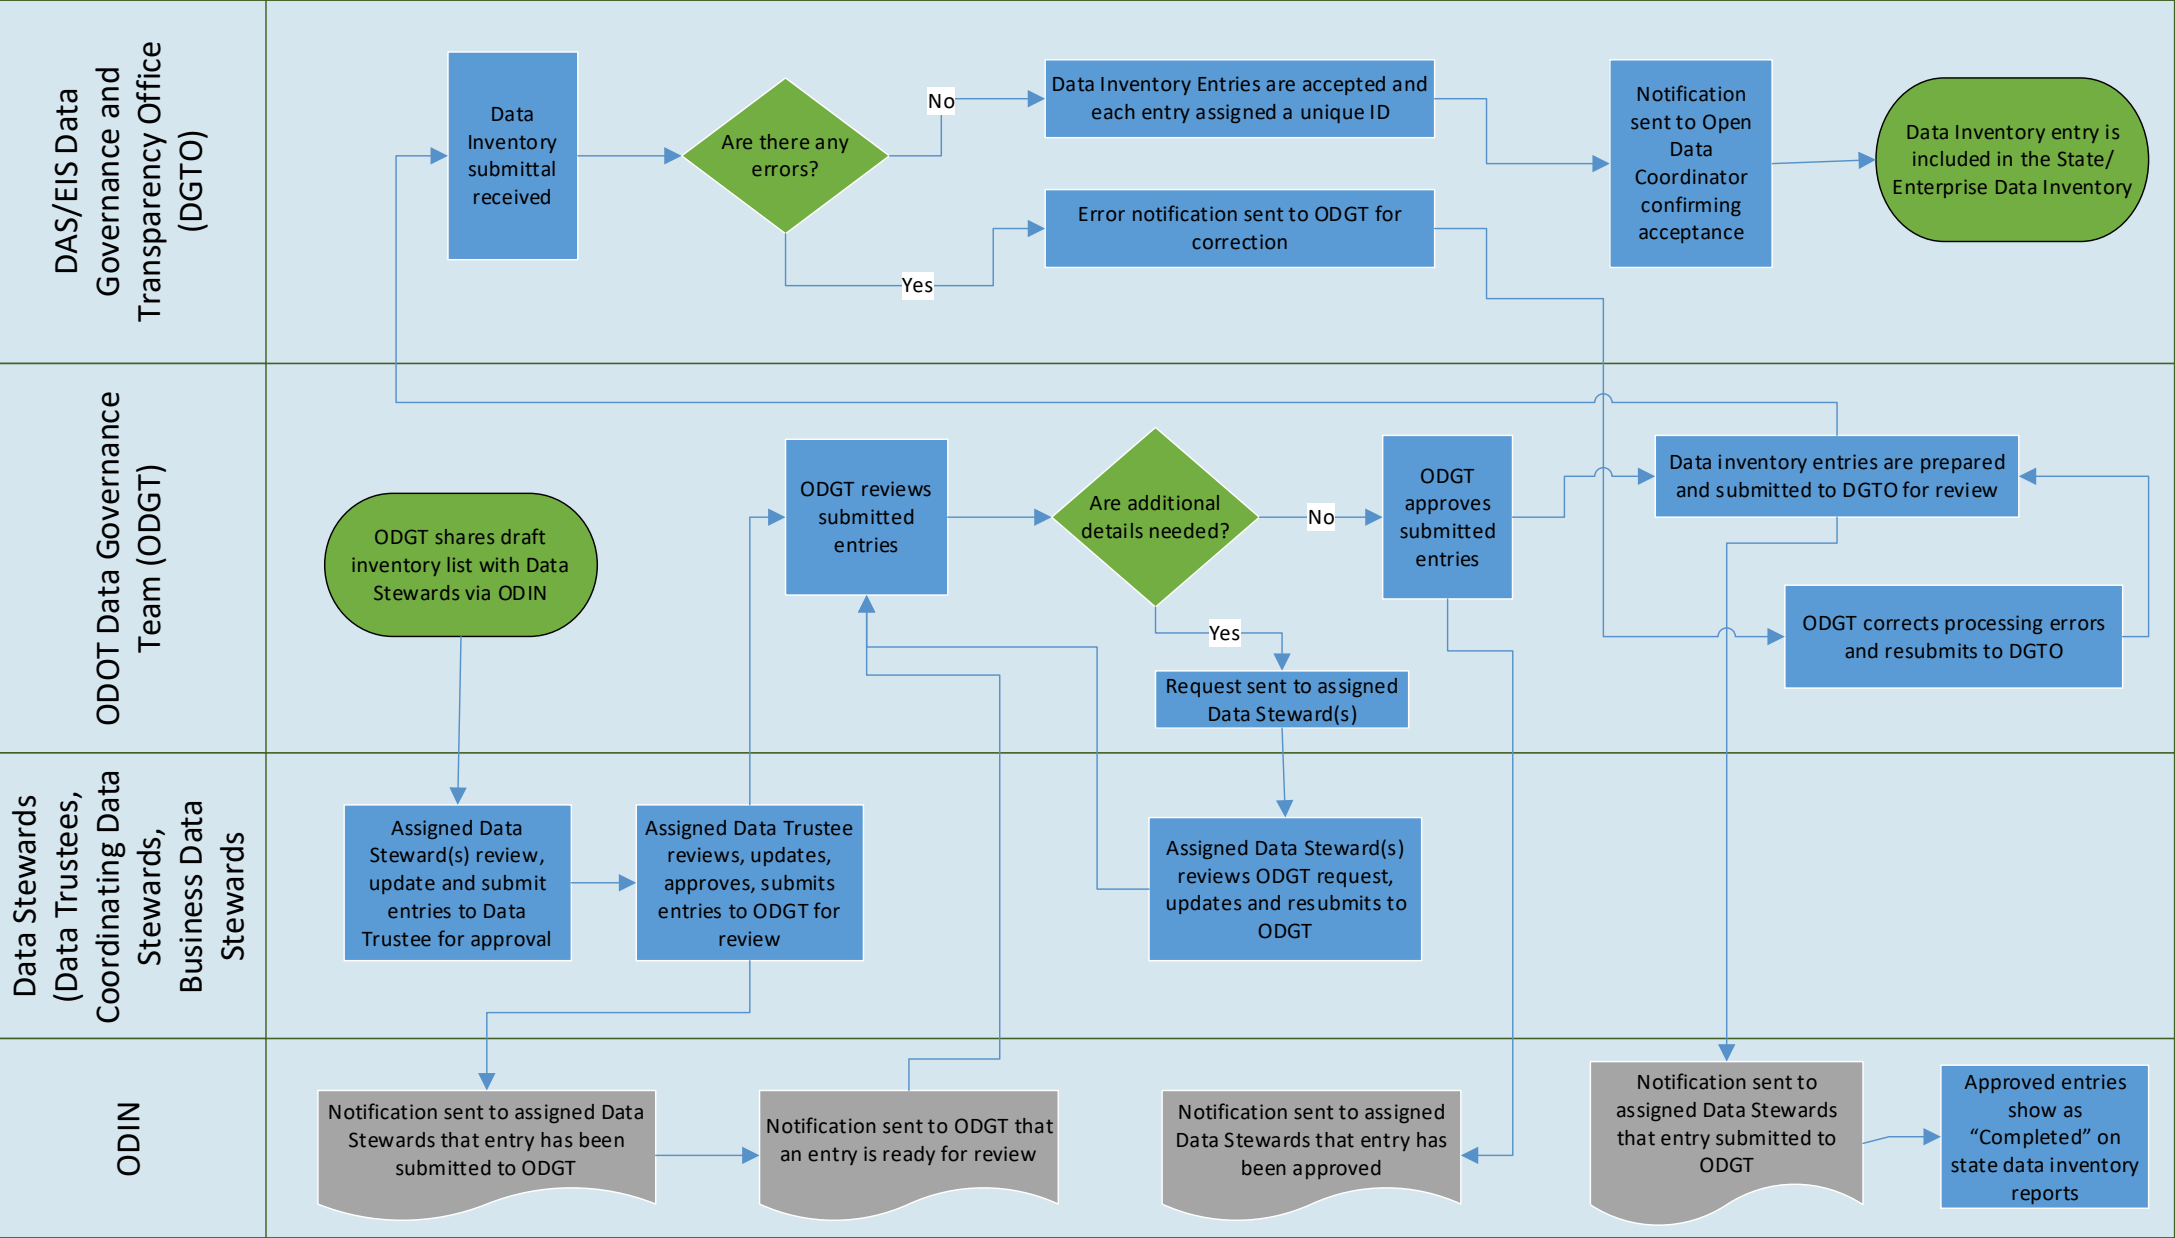 DAS/EIS Data
Governance and
Transparency Office
(DGTO)
Data
Inventory
submittal
received
Are there any
errors?
No
Yes
Data Inventory Entries are accepted and
each entry assigned a unique ID
Error notification sent to ODGT for
correction
Notification
sent to Open
Data
Coordinator
confirming
acceptance
Data Inventory entry is
included in the State/
Enterprise Data Inventory
ODOT Data Governance
Team (ODGT)
ODGT shares draft
inventory list with Data
Stewards via ODIN
ODGT reviews
submitted
entries
Are additional
details needed?
No
Yes
Request sent to assigned
Data Steward(s)
ODGT
approves
submitted
entries
Data inventory entries are prepared
and submitted to DGTO for review
ODGT corrects processing errors
and resubmits to DGTO
Data Stewards
(Data Trustees,
Coordinating Data
Stewards,
Business Data
Stewards
Assigned Data
Steward(s) review,
update and submit
entries to Data
Trustee for approval
Assigned Data Trustee
reviews, updates,
approves, submits
entries to ODGT for
review
Assigned Data Steward(s)
reviews ODGT request,
updates and resubmits to
ODGT
ODIN
Notification sent to assigned Data
Stewards that entry has been
submitted to ODGT
Notification sent to ODGT that
an entry is ready for review
Notification sent to assigned
Data Stewards that entry has
been approved
Notification sent to
assigned Data Stewards
that entry submitted to
ODGT
Approved entries
show as
“Completed” on
state data inventory
reports